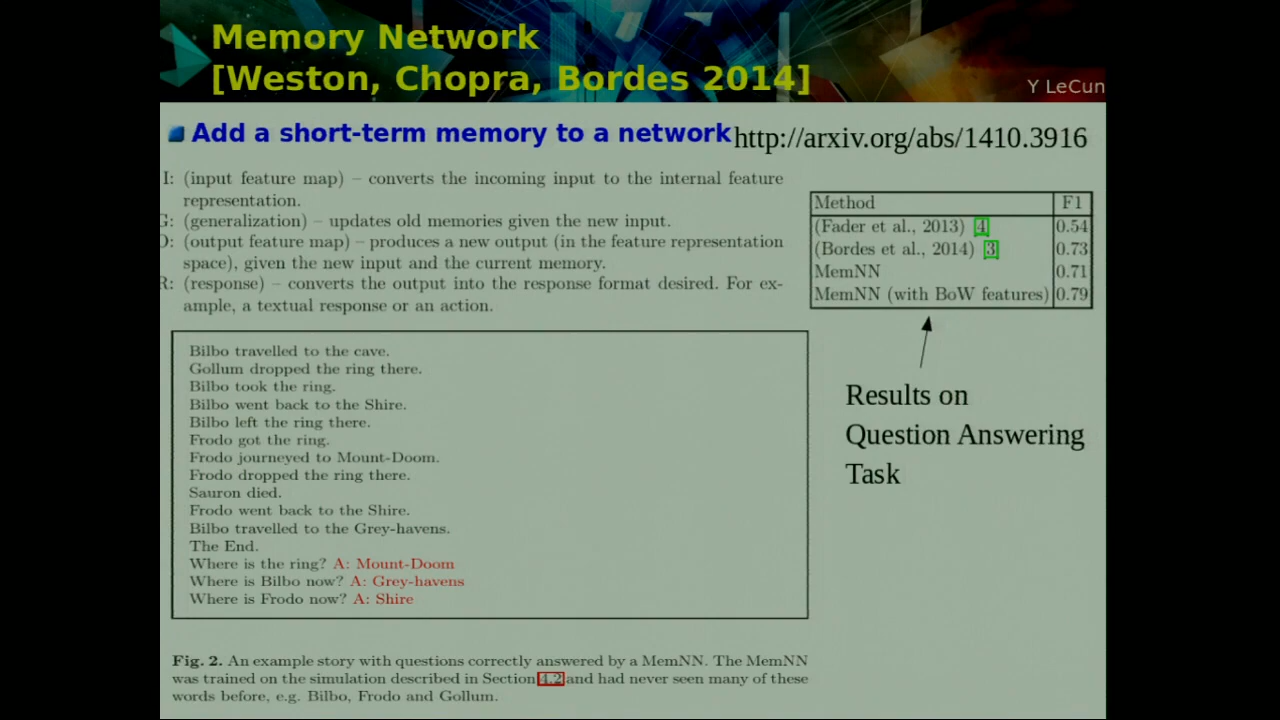 Memory Network
[Weston, Chopra, Bordes 2014]
Y LeCun
Add a short-term memory to a network
http://arxiv.org/abs/1410.3916
I: (input feature map) – converts the incoming input to the internal feature
representation.
G: (generalization) – updates old memories given the new input.
O: (output feature map) – produces a new output (in the feature representation
space), given the new input and the current memory.
R: (response) – converts the output into the response format desired. For ex-
ample, a textual response or an action.
Method F1
(Fader et al., 2013) [4] 0.54
(Bordes et al., 2014) [3] 0.73
MemNN 0.71
MemNN (with BoW features) 0.79
Results on
Question Answering
Task
Bilbo travelled to the cave.
Gollum dropped the ring there.
Bilbo took the ring.
Bilbo went back to the Shire.
Bilbo left the ring there.
Frodo got the ring.
Frodo journeyed to Mount-Doom.
Frodo dropped the ring there.
Sauron died.
Frodo went back to the Shire.
Bilbo travelled to the Grey-havens.
The End.
Where is the ring? A: Mount-Doom
Where is Bilbo now? A: Grey-havens
Where is Frodo now? A: Shire
Fig. 2. An example story with questions correctly answered by a MemNN. The MemNN
was trained on the simulation described in Section 4.2 and had never seen many of these
words before, e.g. Bilbo, Frodo and Gollum.